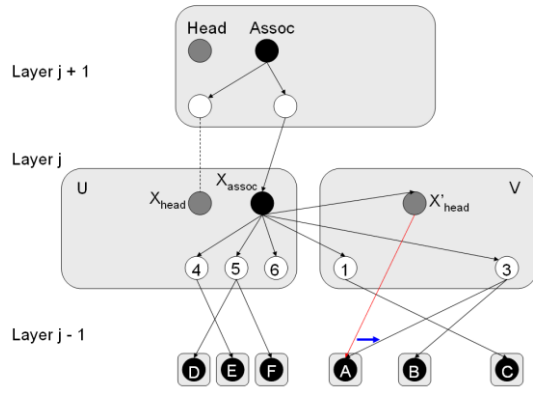 Head Assoc
Layer j + 1
Layer j
U V
X_head X_assoc X'_head
4 5 6 1 3
Layer j - 1
D E F A B C